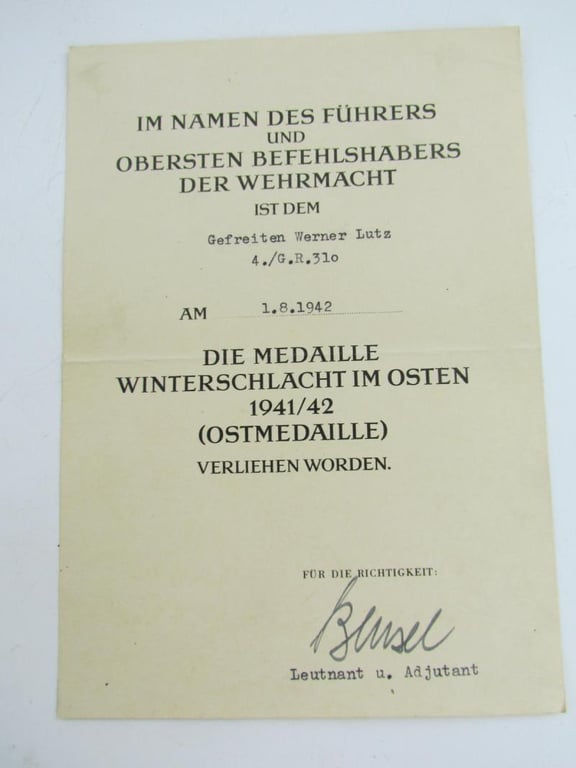 IM NAMEN DES FÜHRERS
UND
OBERSTEN BEFEHLSHABERS
DER WEHRMACHT
IST DEM
Gefreiten Werner Lutz
4./G.R.31o
AM 1.8.1942
DIE MEDAILLE
WINTERSCHLACHT IM OSTEN
1941/42
(OSTMEDAILLE)
VERLIEHEN WORDEN.
FÜR DIE RICHTIGKEIT:
Leutnant u. Adjutant